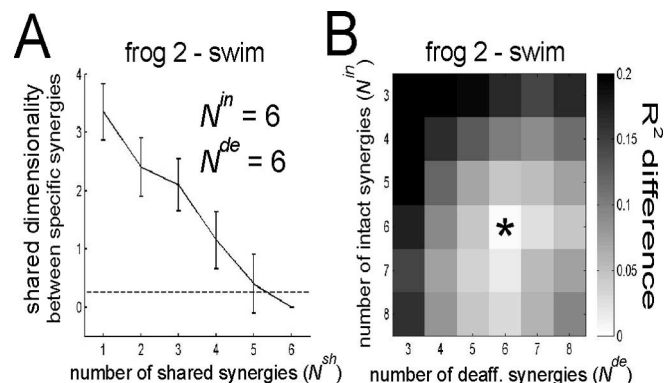 A
frog 2 - swim
shared dimensionality
between specific synergies
4
3
2
1
0
N^in = 6
N^de = 6
1 2 3 4 5 6
number of shared synergies (N^sh)
B
frog 2 - swim
number of intact synergies (N^in)
3
4
5
6
7
8
*
3 4 5 6 7 8
number of deaff. synergies (N^de)
0.2
0.15
0.1
0.05
0
R² difference